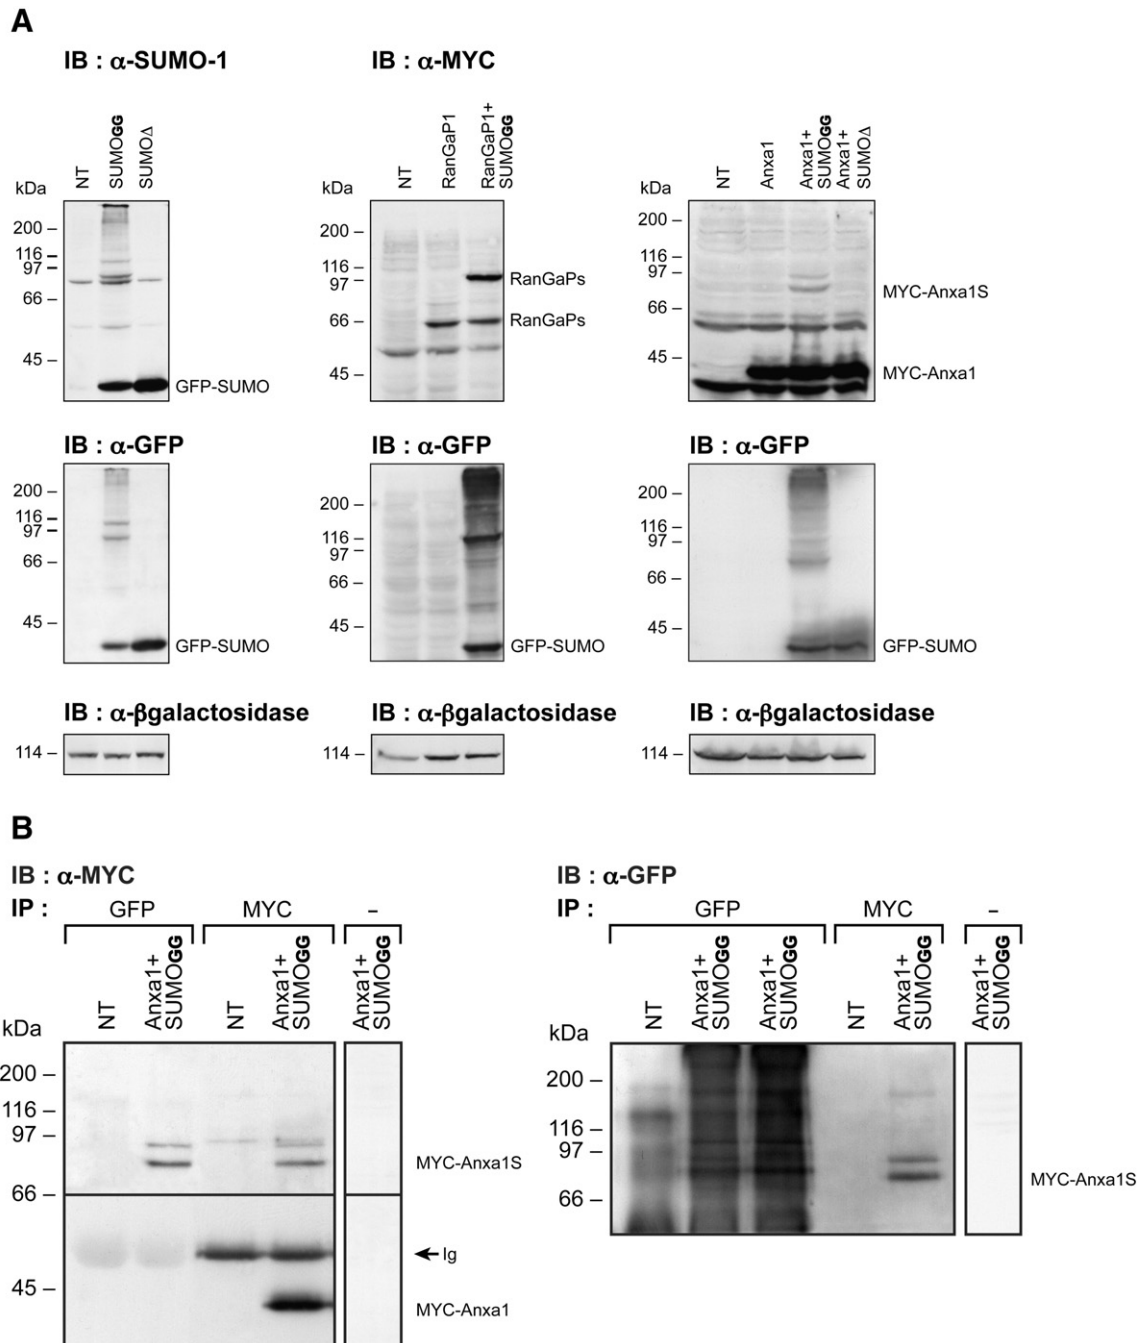 A
IB : α-SUMO-1
NT
SUMOGG
SUMOΔ
kDa
200
116
97
66
45
GFP-SUMO
IB : α-GFP
200
116
97
66
45
GFP-SUMO
IB : α-βgalactosidase
114
IB : α-MYC
NT
RanGaP1
RanGaP1+
SUMOGG
kDa
200
116
97
66
45
RanGaPs
RanGaPs
IB : α-GFP
200
116
97
66
45
GFP-SUMO
IB : α-βgalactosidase
114
NT
Anxa1
Anxa1+
SUMOGG
Anxa1+
SUMOΔ
kDa
200
116
97
66
45
MYC-Anxa1S
MYC-Anxa1
IB : α-GFP
200
116
97
66
45
GFP-SUMO
IB : α-βgalactosidase
114
B
IB : α-MYC
IP : GFP MYC –
NT
Anxa1+
SUMOGG
NT
Anxa1+
SUMOGG
Anxa1+
SUMOGG
kDa
200
116
97
66
45
MYC-Anxa1S
Ig
MYC-Anxa1
IB : α-GFP
IP : GFP MYC –
NT
Anxa1+
SUMOGG
Anxa1+
SUMOGG
NT
Anxa1+
SUMOGG
Anxa1+
SUMOGG
kDa
200
116
97
66
MYC-Anxa1S